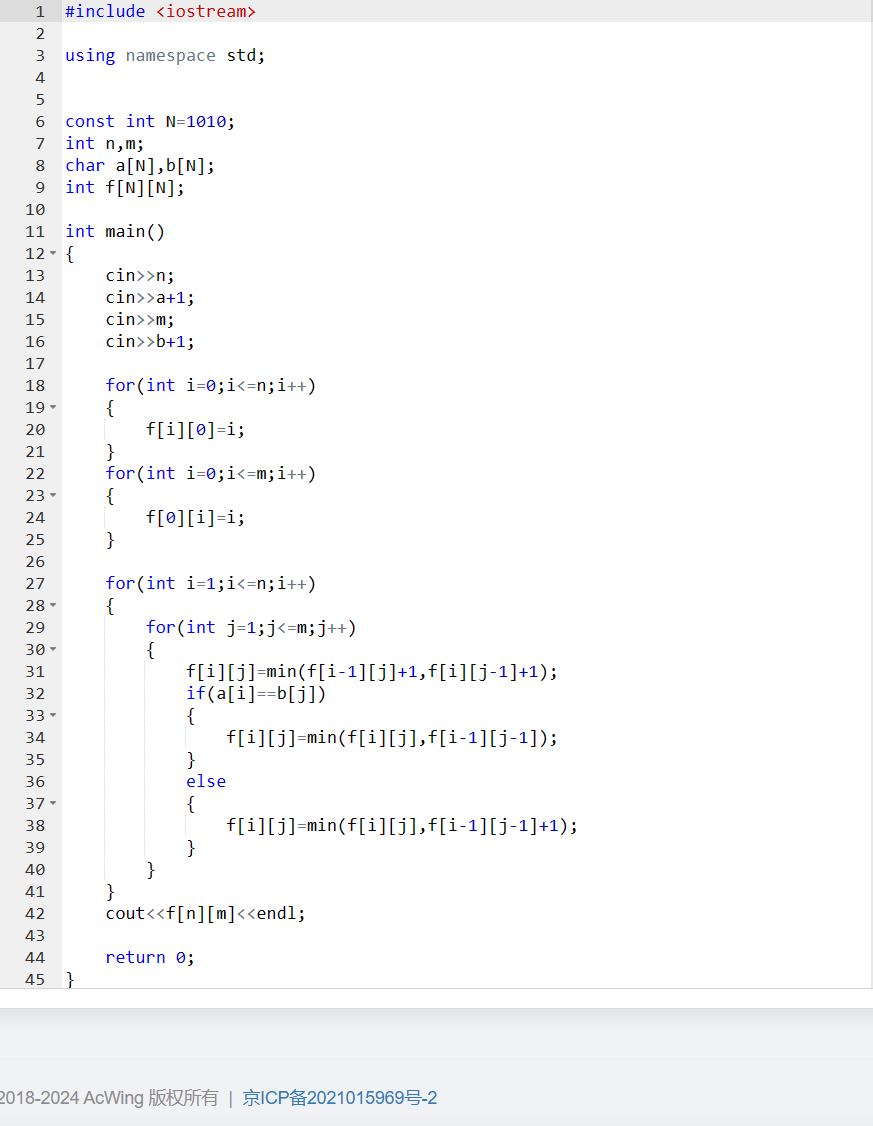 1 #include <iostream>
2
3 using namespace std;
4
5
6 const int N=1010;
7 int n,m;
8 char a[N],b[N];
9 int f[N][N];
10
11 int main()
12 {
13     cin>>n;
14     cin>>a+1;
15     cin>>m;
16     cin>>b+1;
17
18     for(int i=0;i<=n;i++)
19     {
20         f[i][0]=i;
21     }
22     for(int i=0;i<=m;i++)
23     {
24         f[0][i]=i;
25     }
26
27     for(int i=1;i<=n;i++)
28     {
29         for(int j=1;j<=m;j++)
30         {
31             f[i][j]=min(f[i-1][j]+1,f[i][j-1]+1);
32             if(a[i]==b[j])
33             {
34                 f[i][j]=min(f[i][j],f[i-1][j-1]);
35             }
36             else
37             {
38                 f[i][j]=min(f[i][j],f[i-1][j-1]+1);
39             }
40         }
41     }
42     cout<<f[n][m]<<endl;
43
44     return 0;
45 }
2018-2024 AcWing 版权所有 | 京ICP备2021015969号-2